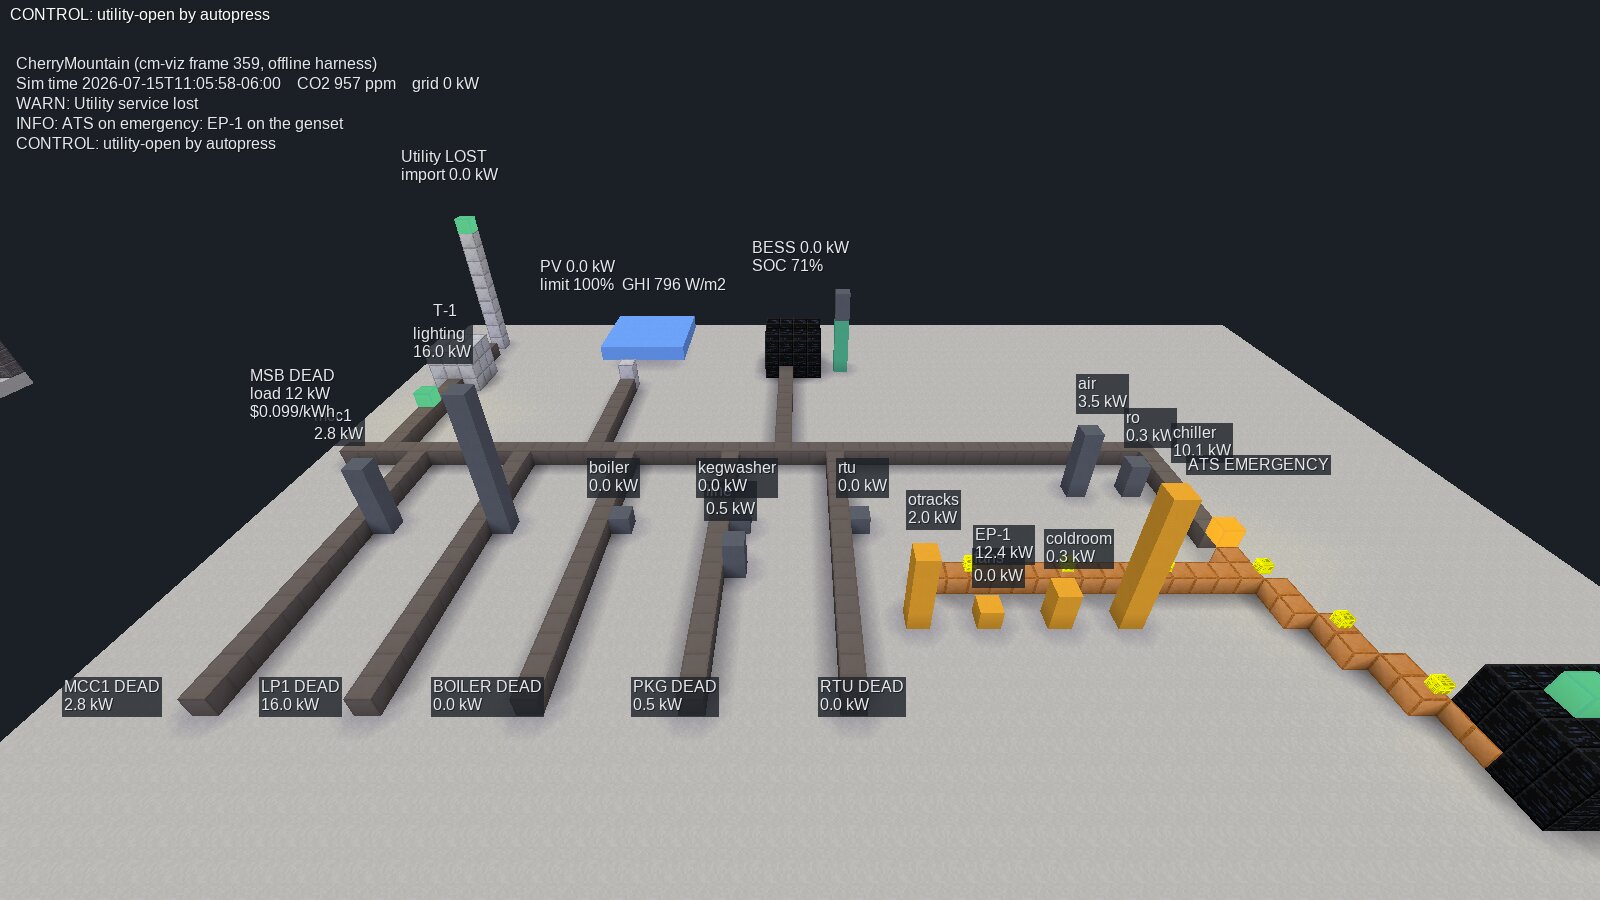 CONTROL: utility-open by autopress
CherryMountain (cm-viz frame 359, offline harness)
Sim time 2026-07-15T11:05:58-06:00    CO2 957 ppm    grid 0 kW
WARN: Utility service lost
INFO: ATS on emergency: EP-1 on the genset
CONTROL: utility-open by autopress
Utility LOST
import 0.0 kW
PV 0.0 kW
limit 100%  GHI 796 W/m2
BESS 0.0 kW
SOC 71%
T-1
lighting
16.0 kW
MSB DEAD
load 12 kW
$0.099/kWh
2.8 kW
air
3.5 kW
ro
0.3 kW
chiller
10.1 kW
ATS EMERGENCY
boiler
0.0 kW
kegwasher
0.0 kW
0.5 kW
rtu
0.0 kW
otracks
2.0 kW
EP-1
12.4 kW
0.0 kW
coldroom
0.3 kW
MCC1 DEAD
2.8 kW
LP1 DEAD
16.0 kW
BOILER DEAD
0.0 kW
PKG DEAD
0.5 kW
RTU DEAD
0.0 kW